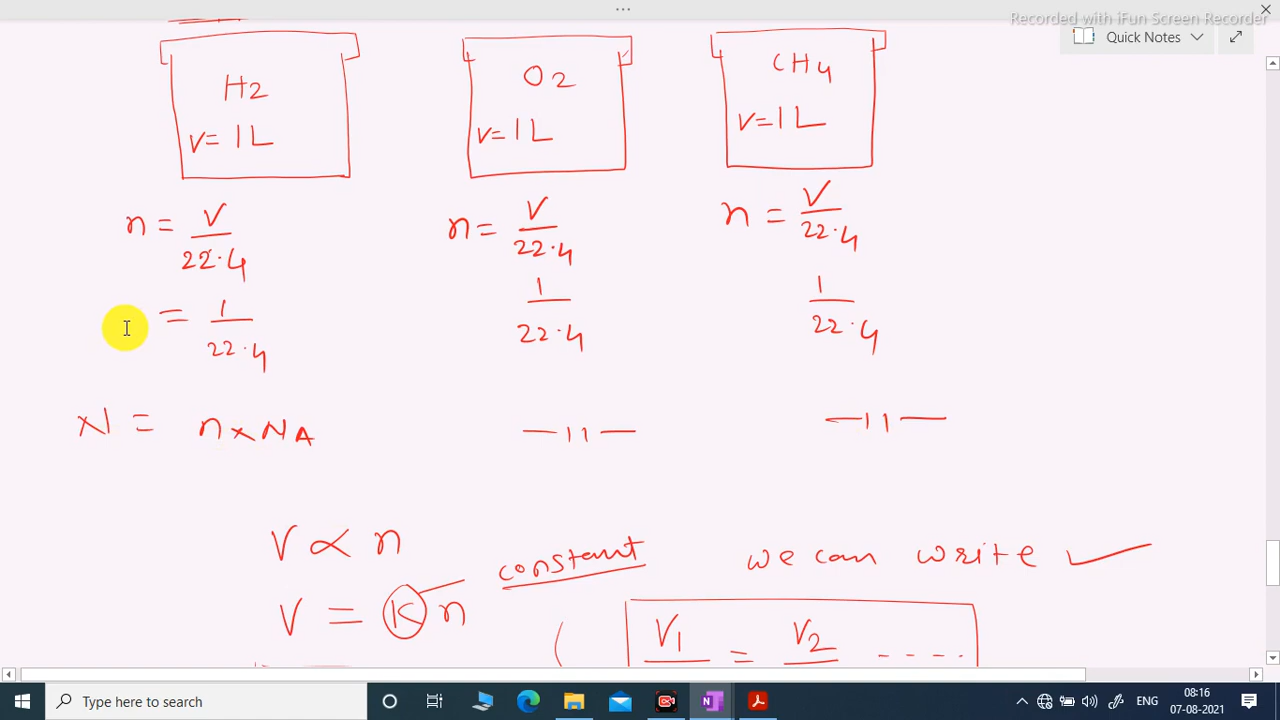 ...
Recorded with iFun Screen Recorder
Quick Notes
H2
V= 1L
O2
V= 1L
CH4
V= 1L
n = V/22.4
n = V/22.4
n = V/22.4
= 1/22.4
1/22.4
1/22.4
N = n×NA
—11—
—11—
V ∝ n
V = K n
constant
we can write ✓
( V1 = V2 ....
Type here to search
ENG
08:16
07-08-2021